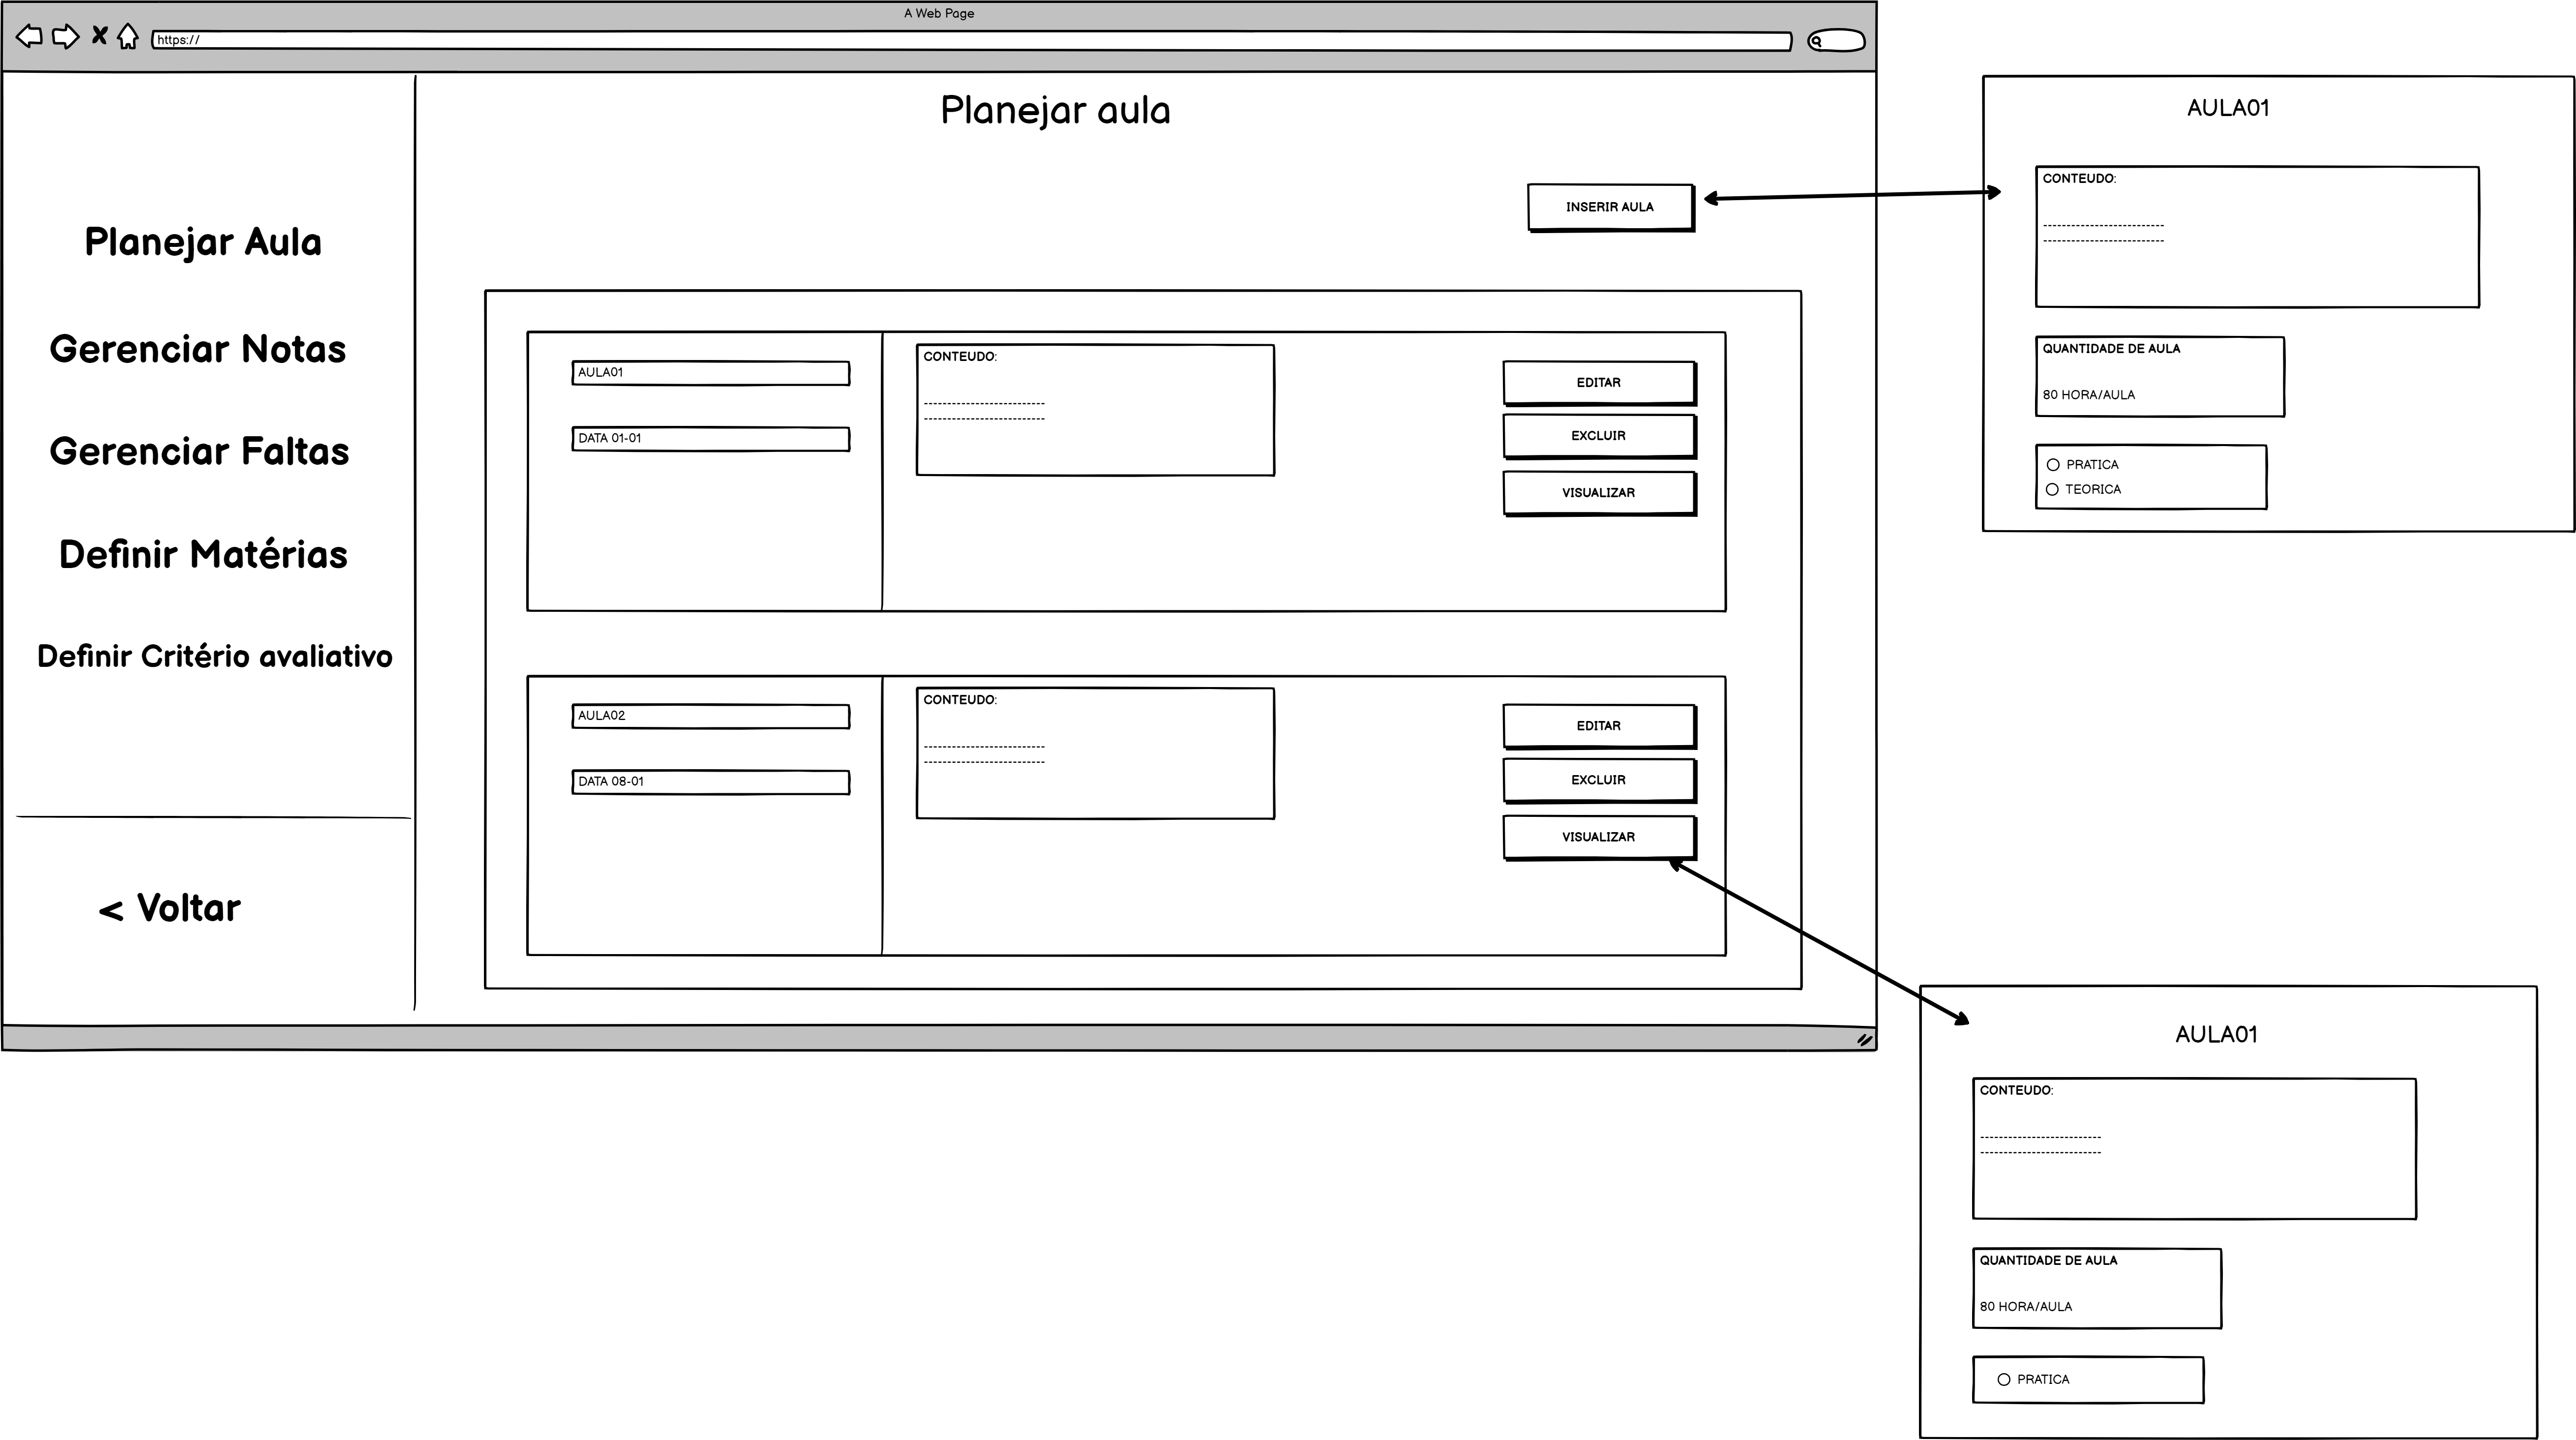 A Web Page
https://
Planejar aula
INSERIR AULA
Planejar Aula
Gerenciar Notas
Gerenciar Faltas
Definir Matérias
Definir Critério avaliativo
< Voltar
AULA01
DATA 01-01
CONTEUDO:
------------------------
------------------------
EDITAR
EXCLUIR
VISUALIZAR
AULA02
DATA 08-01
CONTEUDO:
------------------------
------------------------
EDITAR
EXCLUIR
VISUALIZAR
AULA01
CONTEUDO:
------------------------
------------------------
QUANTIDADE DE AULA
80 HORA/AULA
PRATICA
TEORICA
AULA01
CONTEUDO:
------------------------
------------------------
QUANTIDADE DE AULA
80 HORA/AULA
PRATICA